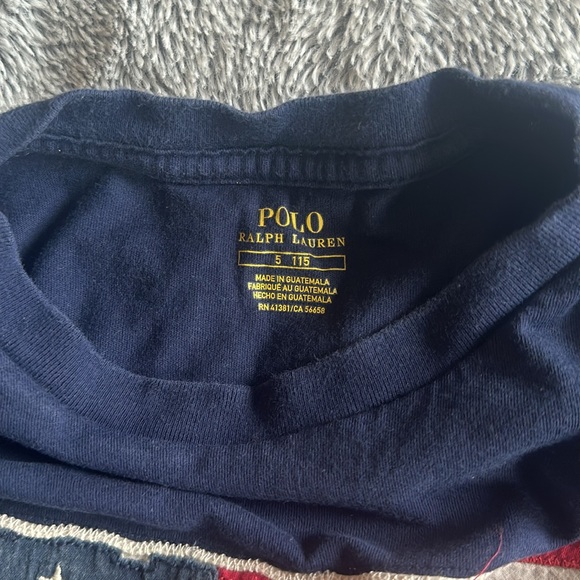 POLO
RALPH LAUREN
5 115
MADE IN GUATEMALA
FABRIQUÉ AU GUATEMALA
HECHO EN GUATEMALA
RN 41381/CA 56658